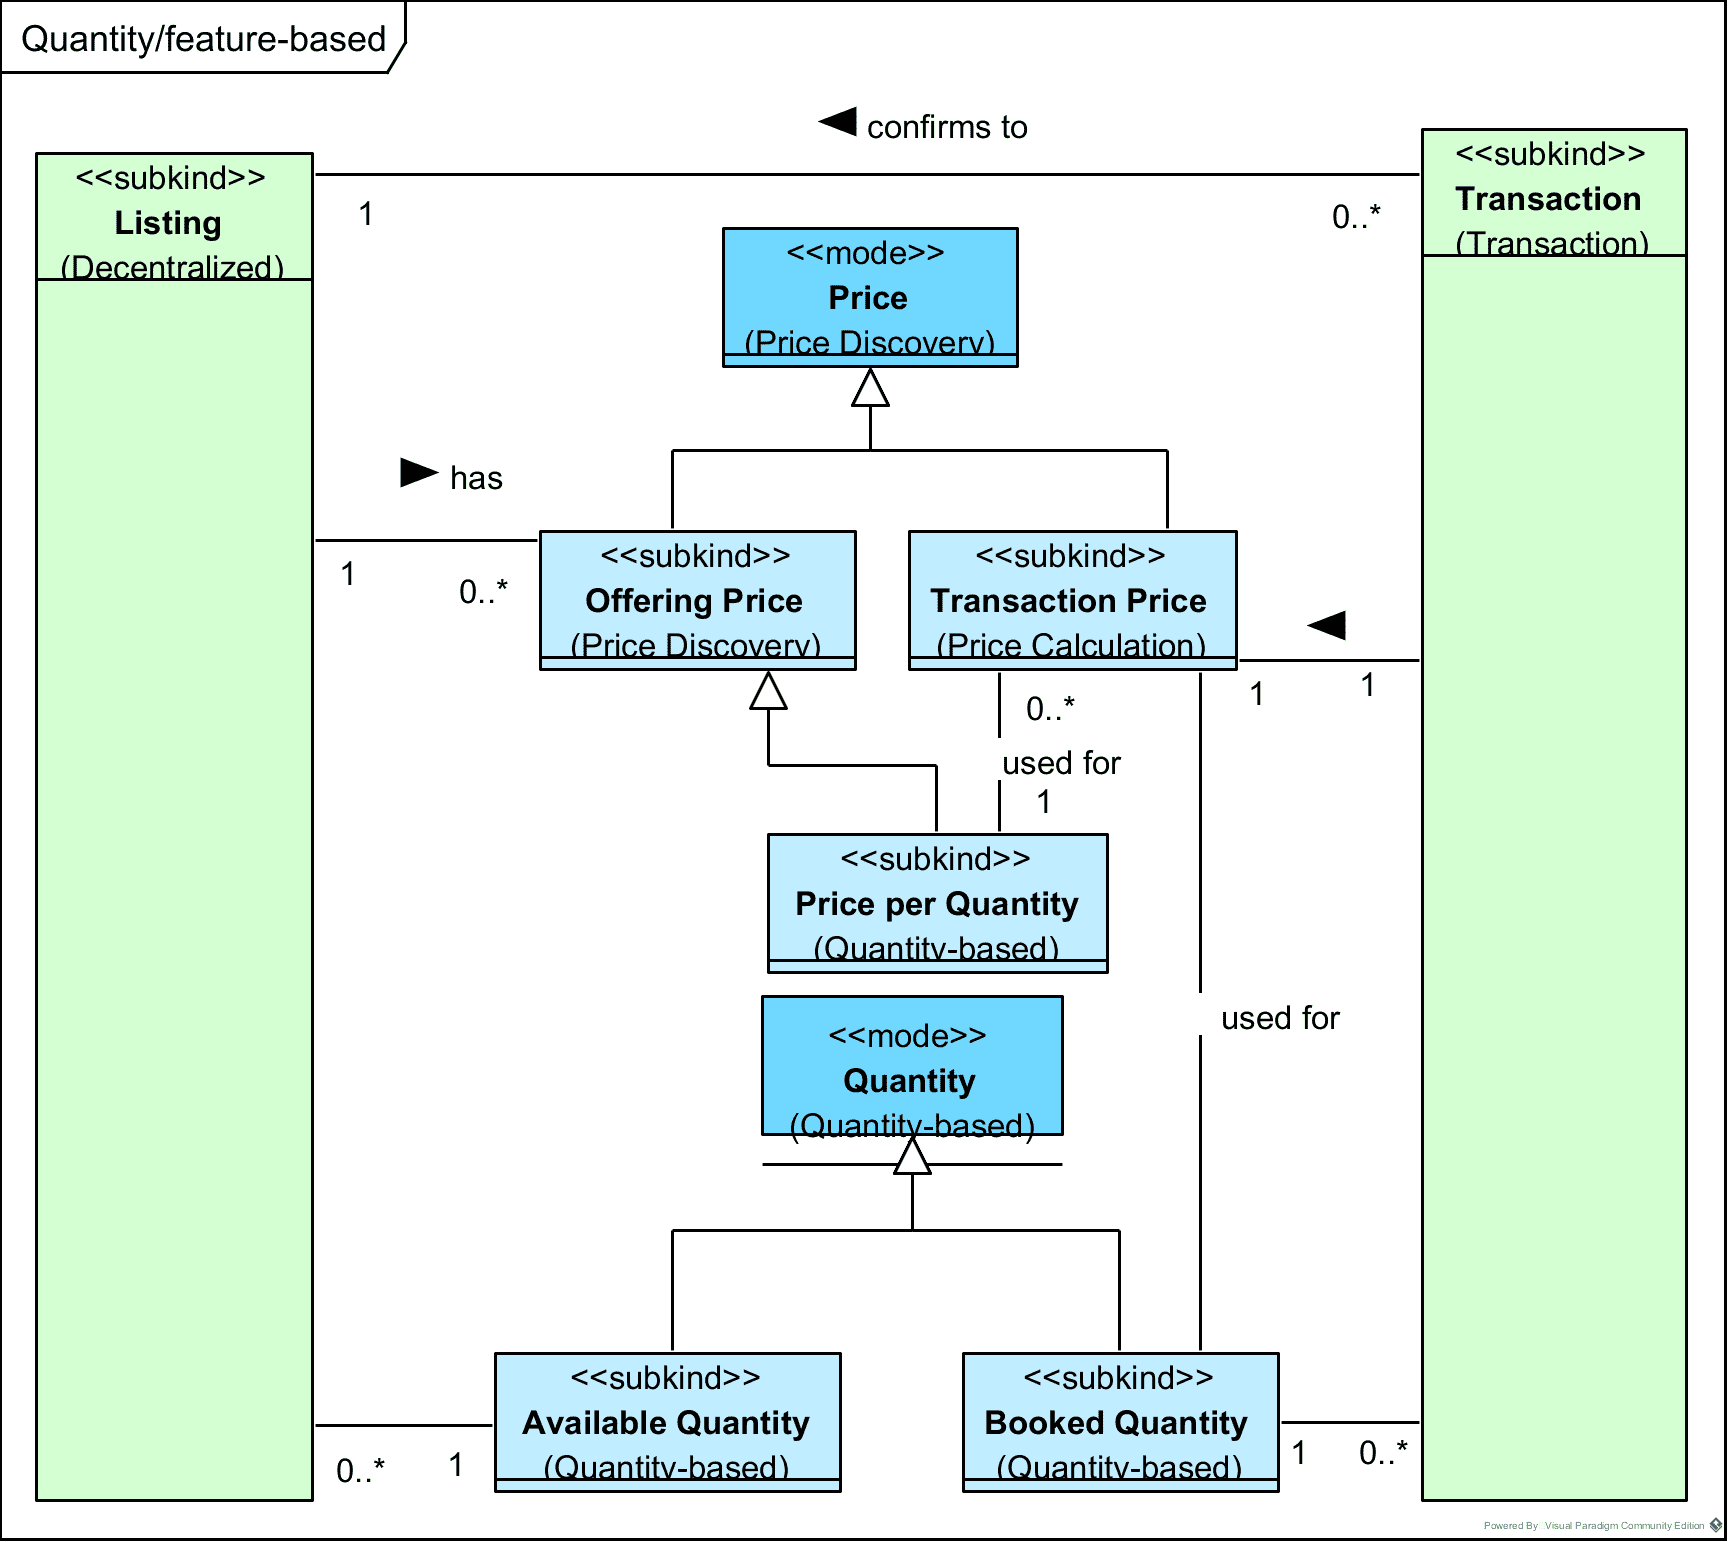 Quantity/feature-based
confirms to
<<subkind>>
Listing
(Decentralized)
1
0..*
<<subkind>>
Transaction
(Transaction)
<<mode>>
Price
(Price Discovery)
has
1
0..*
<<subkind>>
Offering Price
(Price Discovery)
<<subkind>>
Transaction Price
(Price Calculation)
1
1
0..*
used for
1
<<subkind>>
Price per Quantity
(Quantity-based)
<<mode>>
Quantity
(Quantity-based)
used for
<<subkind>>
Available Quantity
(Quantity-based)
<<subkind>>
Booked Quantity
(Quantity-based)
0..*
1
1
0..*
Powered By Visual Paradigm Community Edition